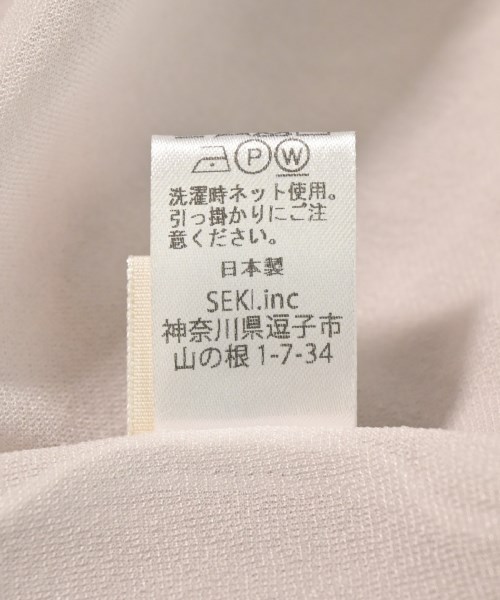 P W
洗濯時ネット使用。
引っ掛かりにご注
意ください。
日本製
SEKI.inc
神奈川県逗子市
山の根1-7-34